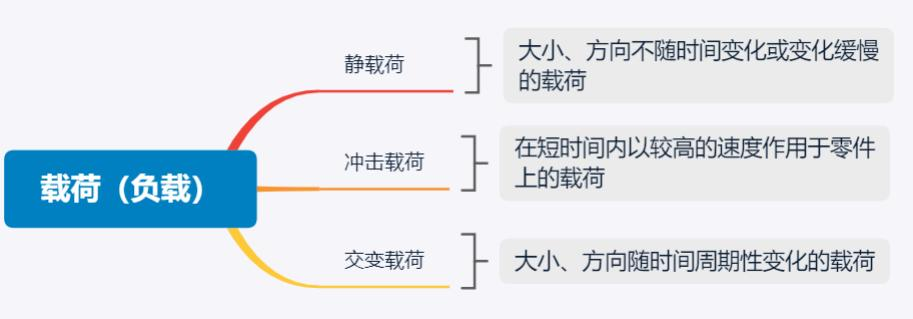 载荷（负载）
静载荷
大小、方向不随时间变化或变化缓慢
的载荷
冲击载荷
在短时间内以较高的速度作用于零件
上的载荷
交变载荷
大小、方向随时间周期性变化的载荷